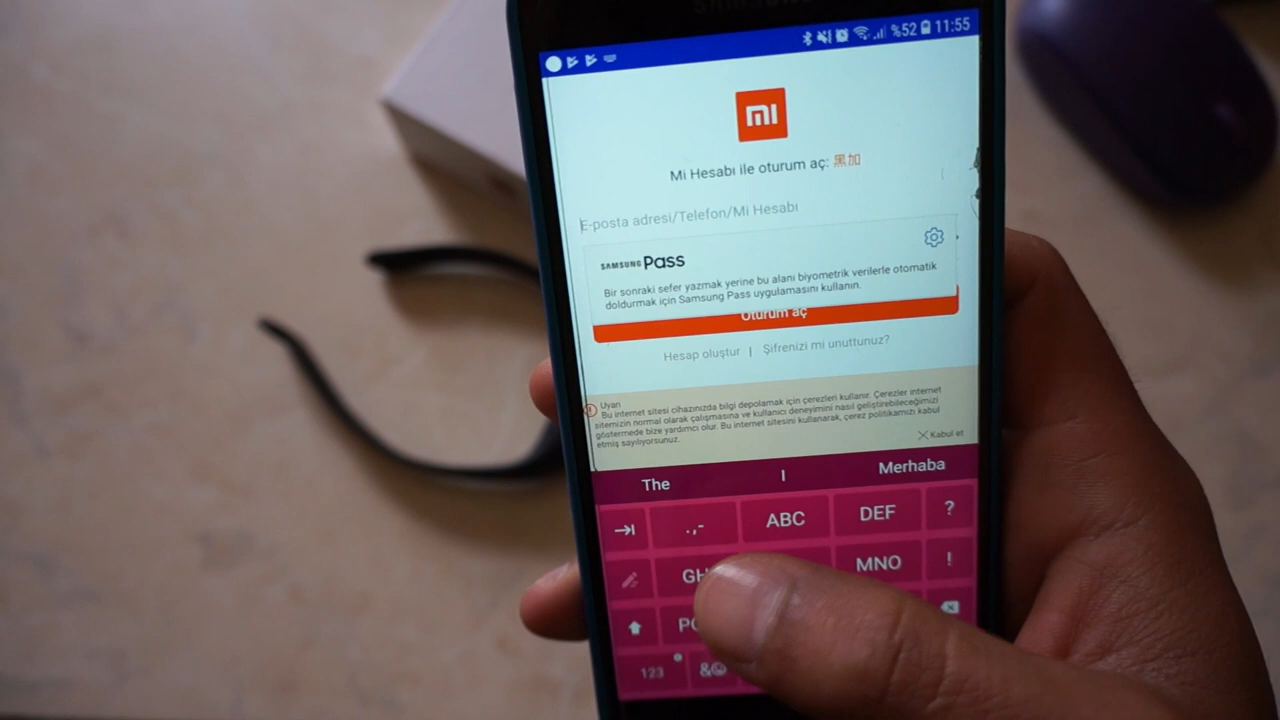 SAMSUNG
%52 11:55
mi
Mi Hesabı ile oturum aç: 黑加
E-posta adresi/Telefon/Mi Hesabı
SAMSUNG Pass
Bir sonraki sefer yazmak yerine bu alanı biyometrik verilerle otomatik
doldurmak için Samsung Pass uygulamasını kullanın.
Oturum aç
Hesap oluştur | Şifrenizi mi unuttunuz?
Uyarı
Bu internet sitesi cihazınızda bilgi depolamak için çerezleri kullanır. Çerezler internet
sitemizin normal olarak çalışmasına ve kullanıcı deneyimini nasıl geliştirebileceğimizi
göstermede bize yardımcı olur. Bu internet sitesini kullanarak, çerez politikamızı kabul
etmiş sayılıyorsunuz.
Kabul et
The I Merhaba
.,- ABC DEF ?
GH MNO !
123 &